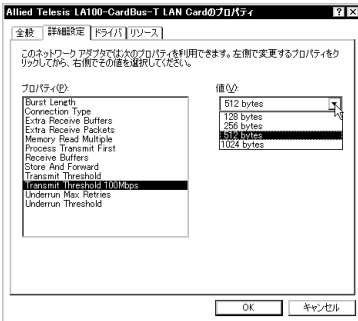 Allied Telesis LA100-CardBus-T LAN Cardのプロパティ
全般 詳細設定 ドライバ リソース
このネットワーク アダプタでは次のプロパティを利用できます。左側で変更するプロパティをク
リックしてから、右側でその値を選択してください。
プロパティ(P): 値(V):
Burst Length
Connection Type
Extra Receive Buffers
Extra Receive Packets
Memory Read Multiple
Process Transmit First
Receive Buffers
Store And Forward
Transmit Threshold
Transmit Threshold 100Mbps
Underrun Max Retries
Underrun Threshold
512 bytes
128 bytes
256 bytes
512 bytes
1024 bytes
OK キャンセル